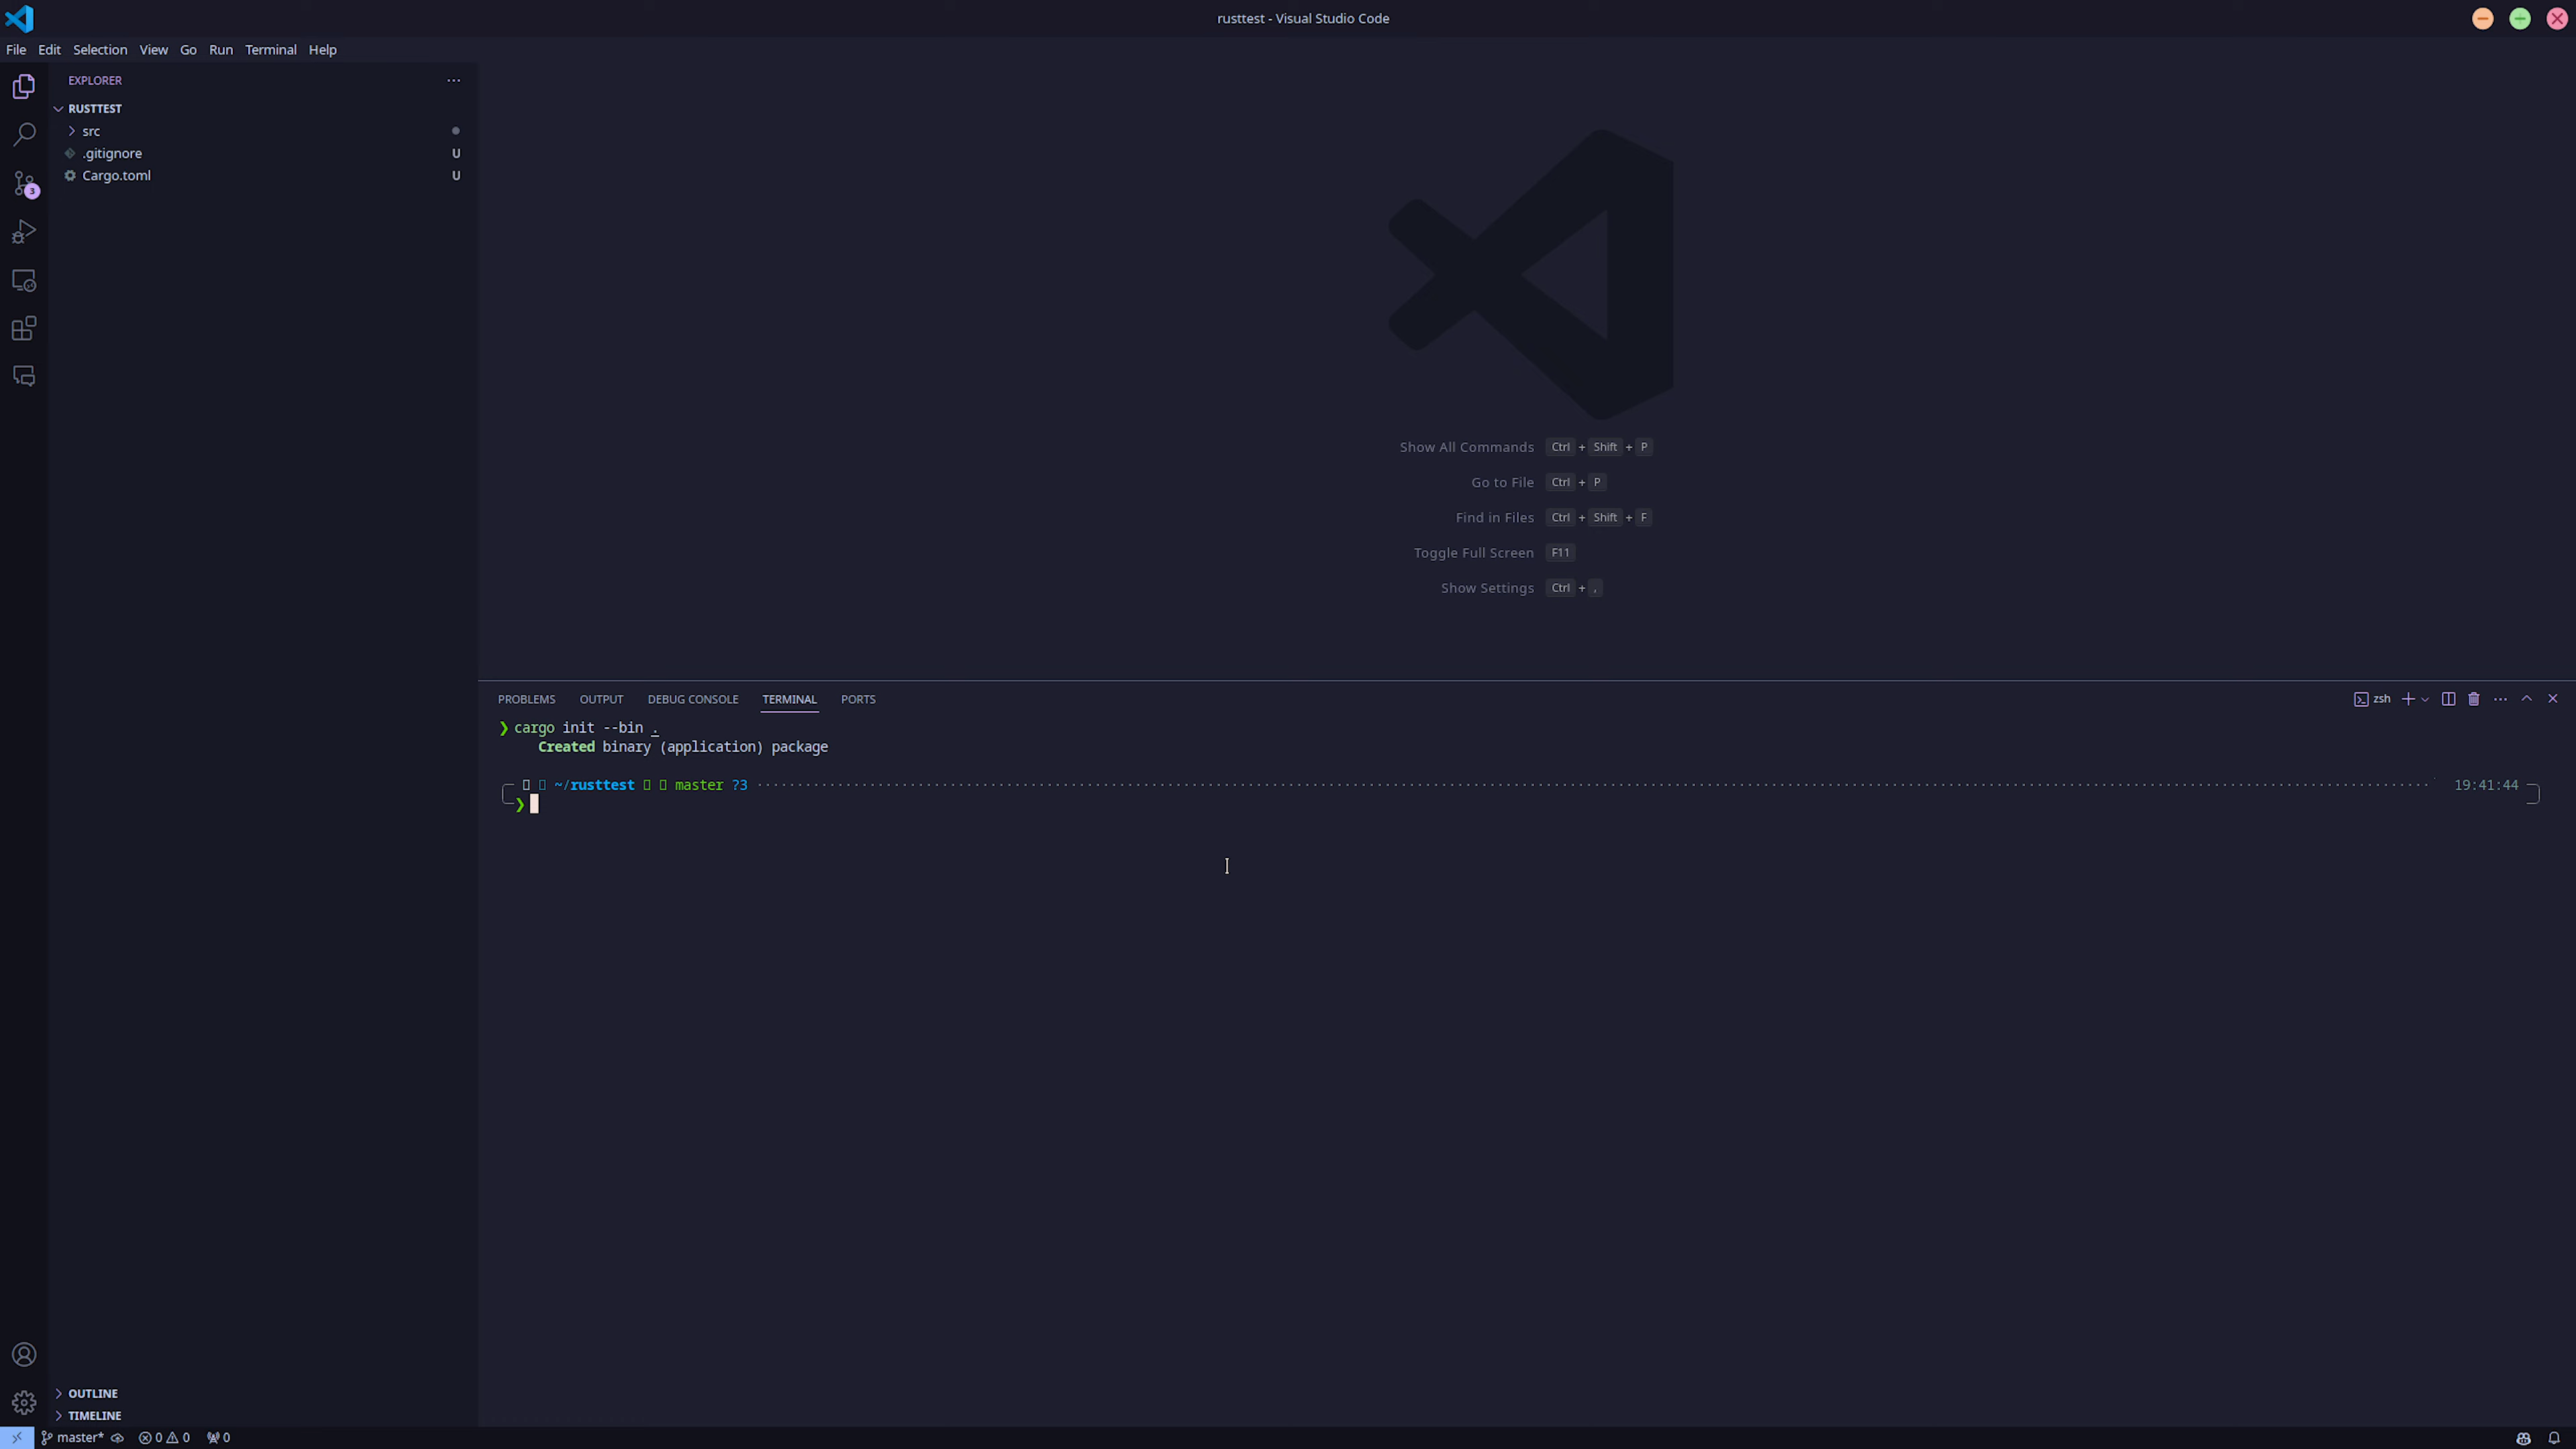 rusttest - Visual Studio Code
File Edit Selection View Go Run Terminal Help
EXPLORER
RUSTTEST
src
.gitignore U
Cargo.toml U
3
Show All Commands Ctrl + Shift + P
Go to File Ctrl + P
Find in Files Ctrl + Shift + F
Toggle Full Screen F11
Show Settings Ctrl + ,
PROBLEMS OUTPUT DEBUG CONSOLE TERMINAL PORTS
zsh
❯ cargo init --bin .
Created binary (application) package
~/rusttest master ?3 19:41:44
❯
OUTLINE
TIMELINE
master* 0 0 0